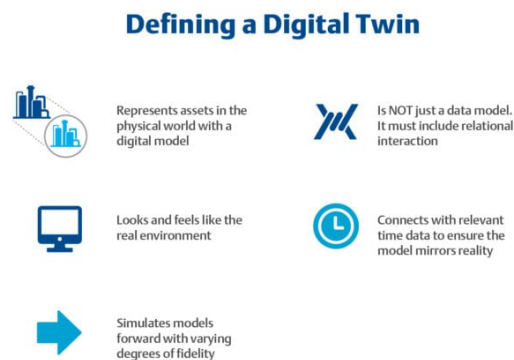 Defining a Digital Twin
Represents assets in the
physical world with a
digital model
Is NOT just a data model.
It must include relational
interaction
Looks and feels like the
real environment
Connects with relevant
time data to ensure the
model mirrors reality
Simulates models
forward with varying
degrees of fidelity